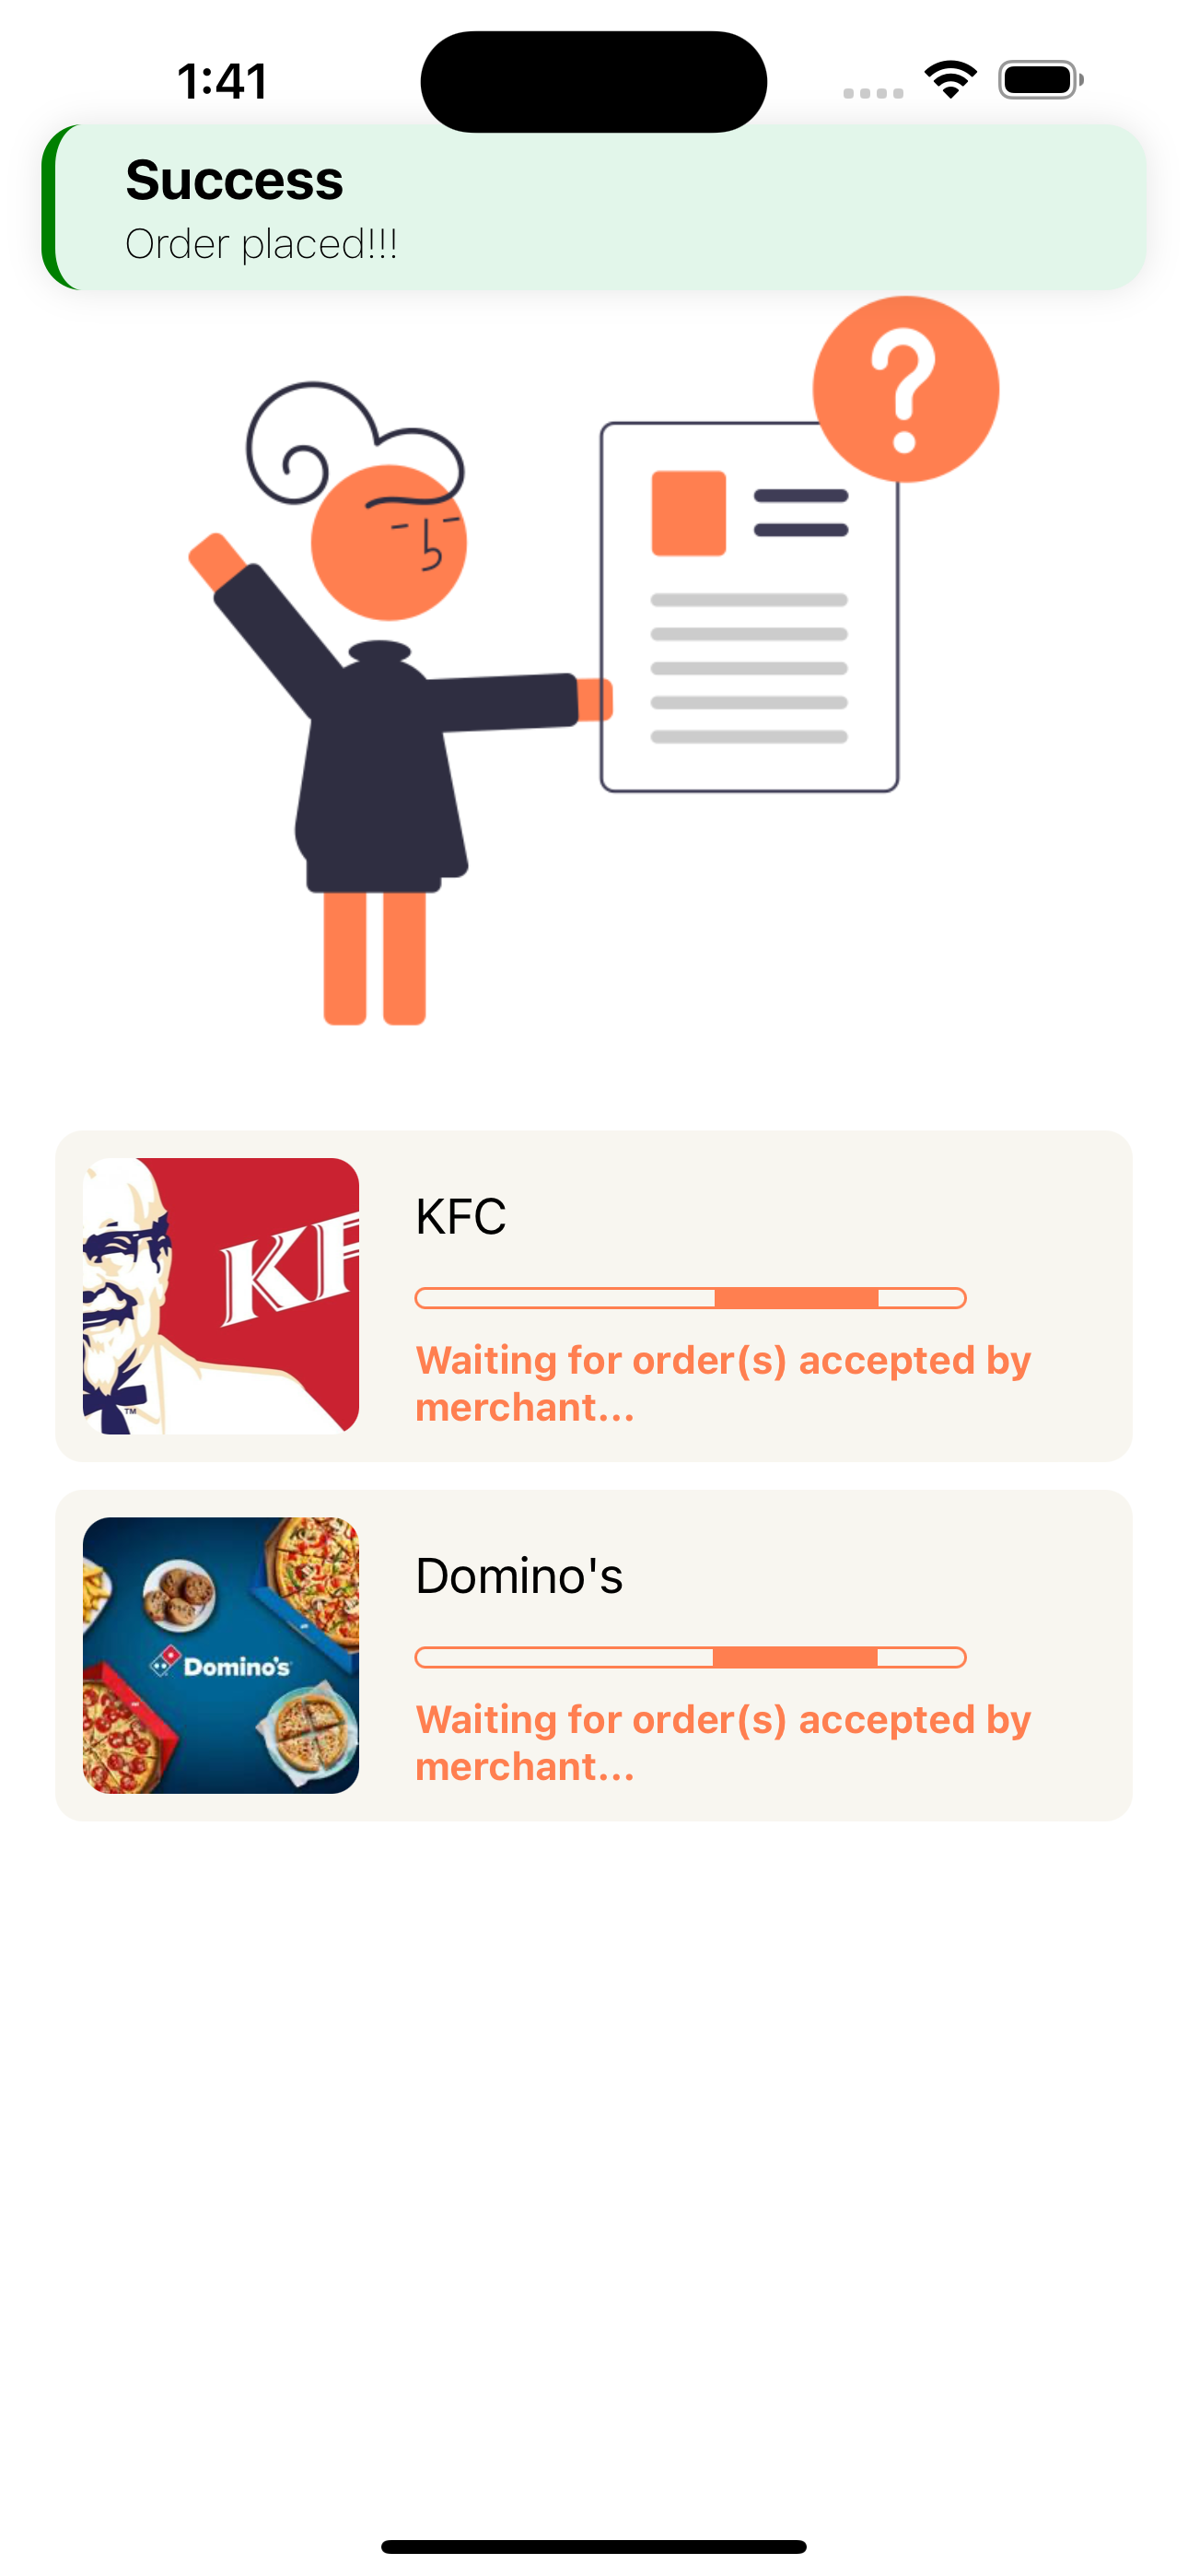 1:41
Success
Order placed!!!
?
KF
TM
KFC
Waiting for order(s) accepted by
merchant...
Domino's
Domino's
Waiting for order(s) accepted by
merchant...